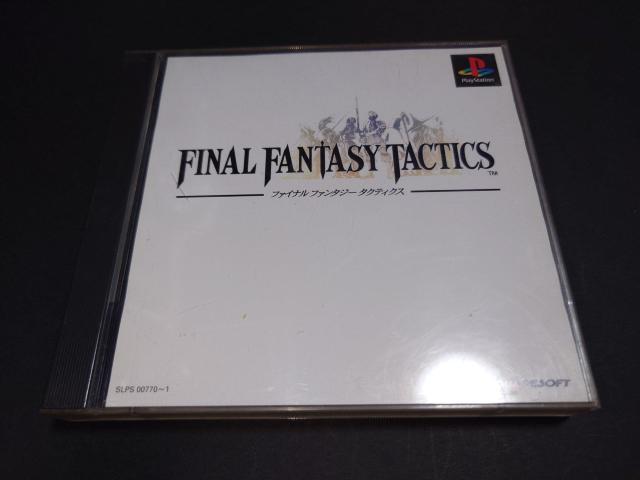 PlayStation
FINAL FANTASY TACTICS
TM
ファイナルファンタジータクティクス
SLPS 00770~1